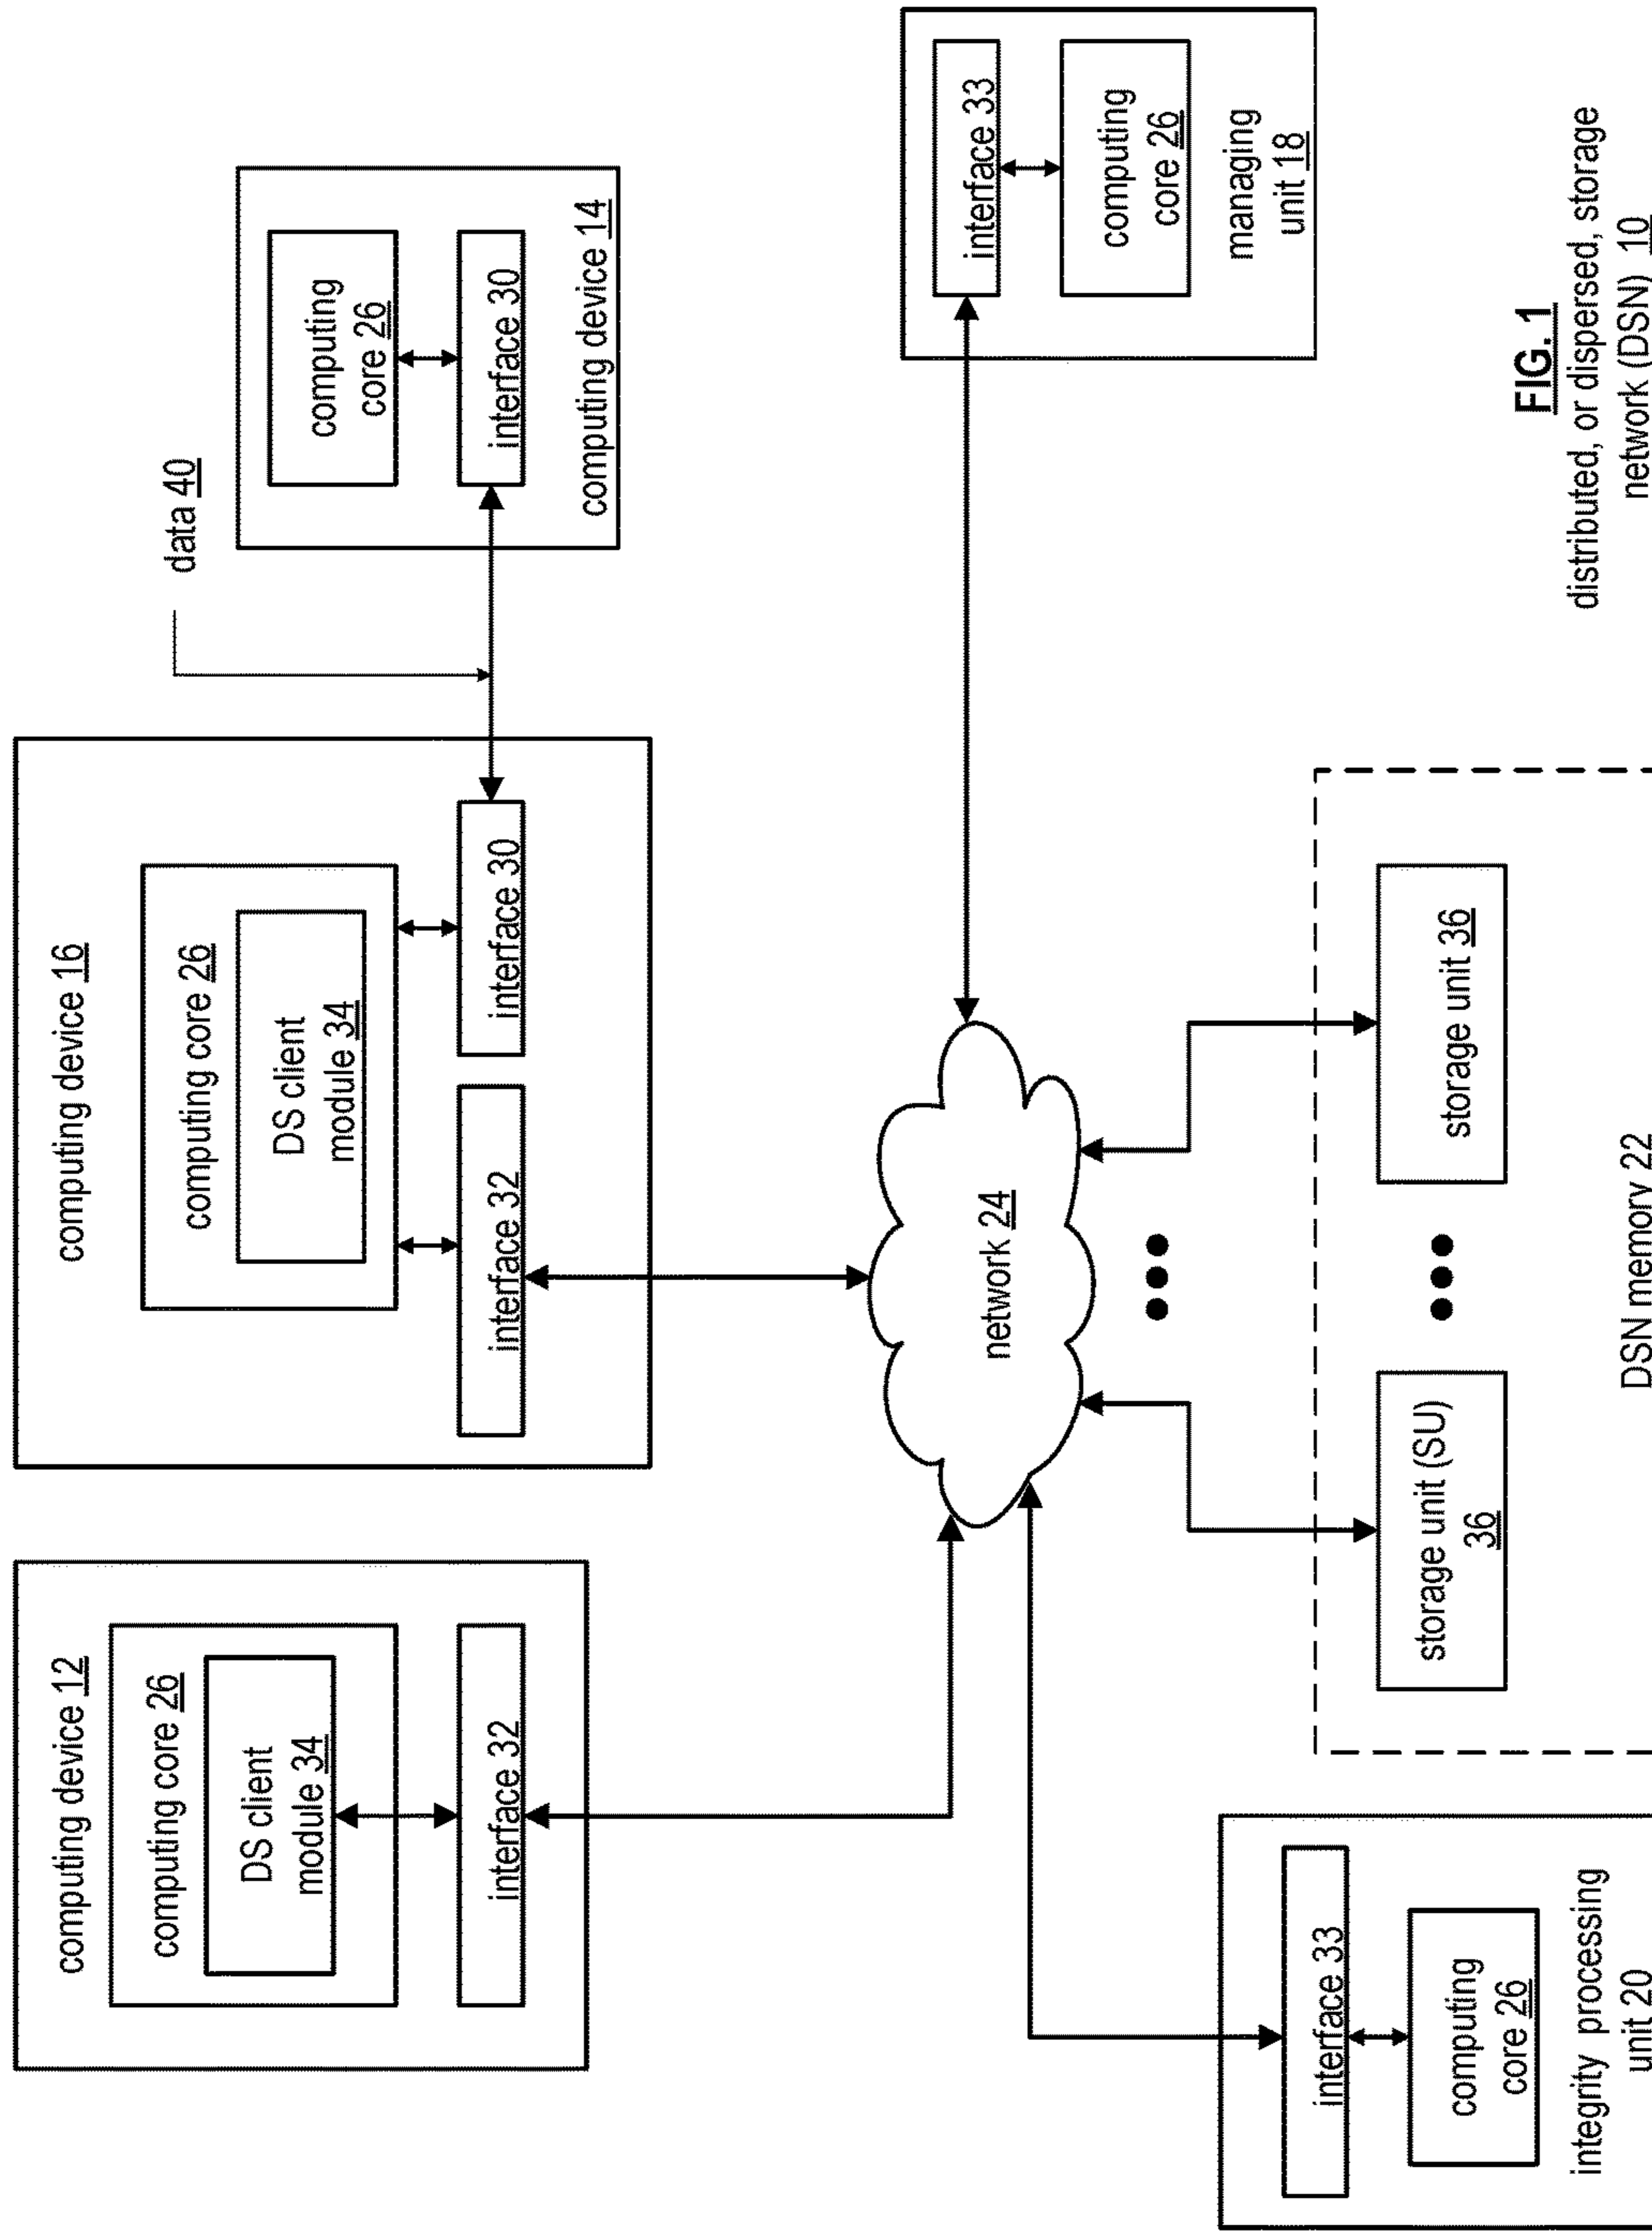 computing device 12
computing core 26
DS client
module 34
interface 32
computing device 16
computing core 26
DS client
module 34
interface 32
interface 30
data 40
computing
core 26
interface 30
computing device 14
network 24
interface 33
computing
core 26
managing
unit 18
interface 33
computing
core 26
integrity processing
unit 20
storage unit (SU)
36
storage unit 36
DSN memory 22
FIG. 1
distributed, or dispersed, storage
network (DSN) 10